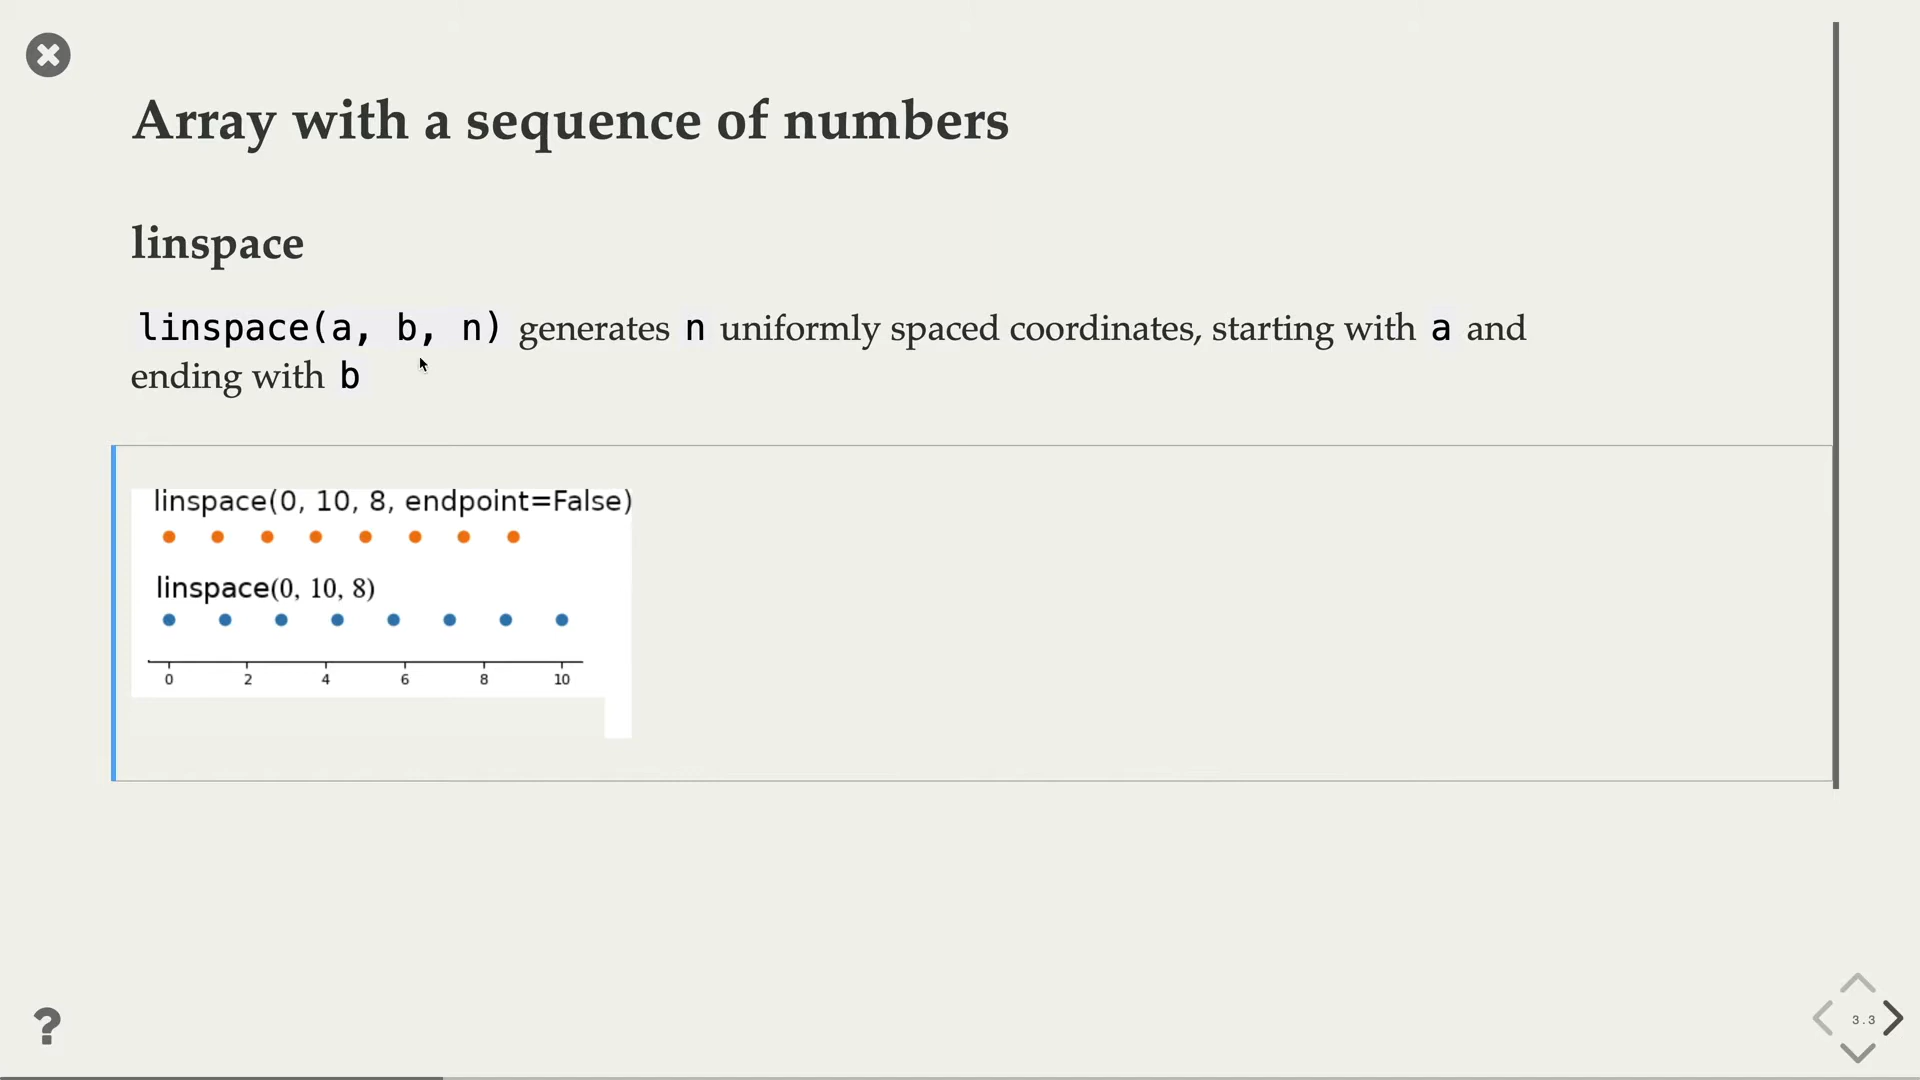 Array with a sequence of numbers
linspace
linspace(a, b, n) generates n uniformly spaced coordinates, starting with a and
ending with b
linspace(0, 10, 8, endpoint=False)
linspace(0, 10, 8)
0 2 4 6 8 10
?
3.3